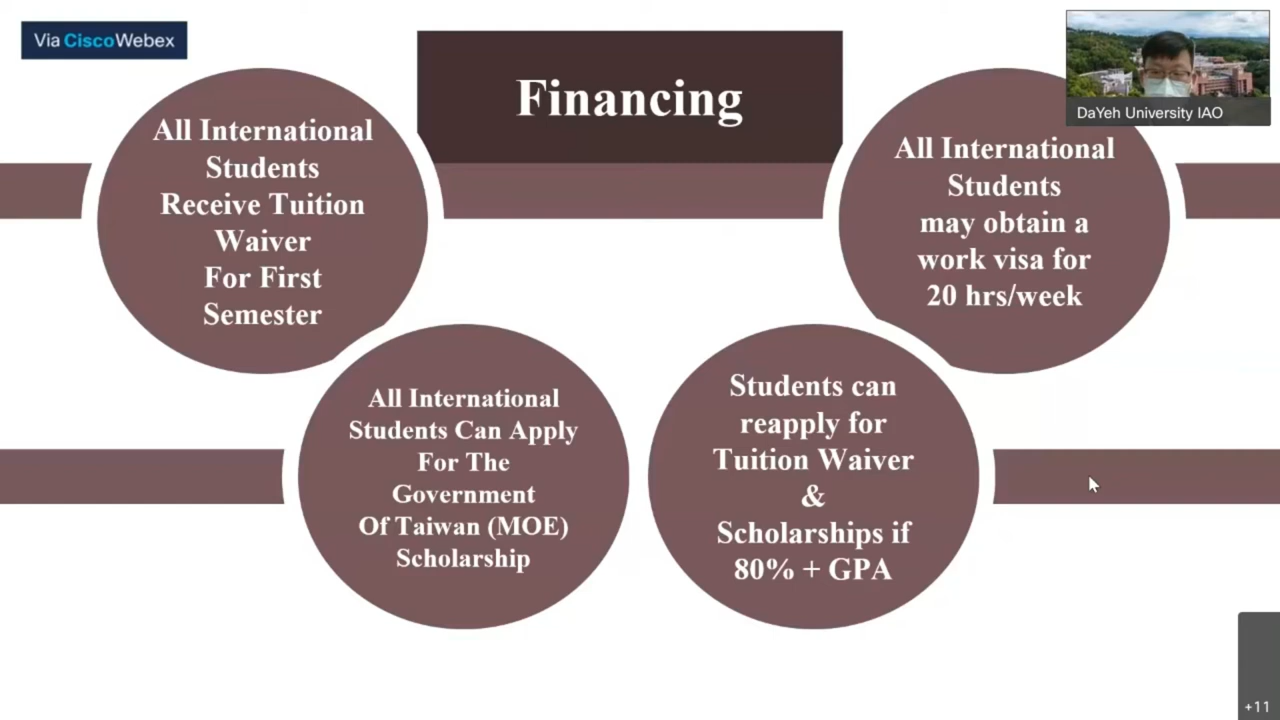 Via CiscoWebex
Financing
DaYeh University IAO
All International
Students
Receive Tuition
Waiver
For First
Semester
All International
Students
may obtain a
work visa for
20 hrs/week
All International
Students Can Apply
For The
Government
Of Taiwan (MOE)
Scholarship
Students can
reapply for
Tuition Waiver
&
Scholarships if
80% + GPA
+11